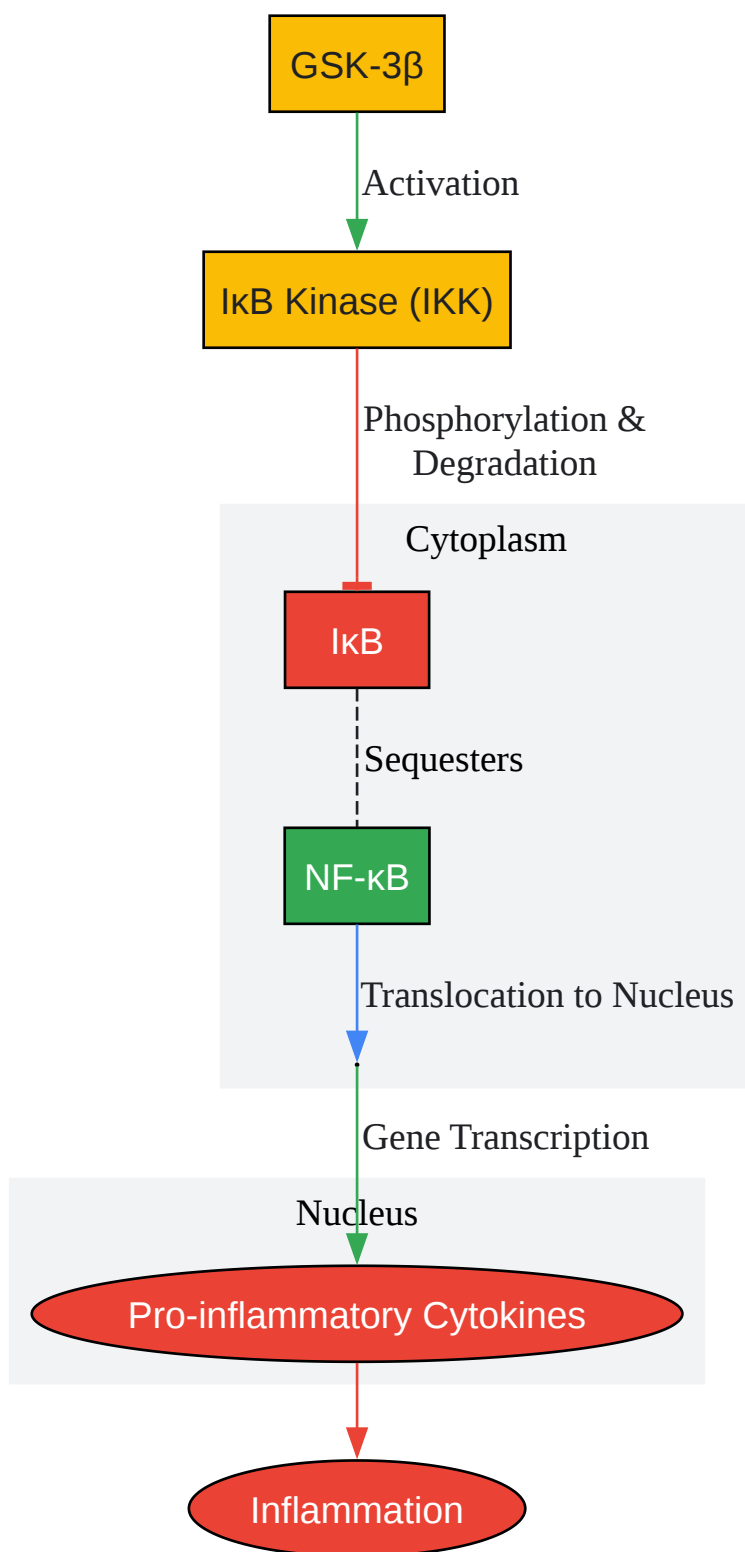 GSK-3β
Activation
IκB Kinase (IKK)
Phosphorylation &
Degradation
Cytoplasm
IκB
Sequesters
NF-κB
Translocation to Nucleus
Gene Transcription
Nucleus
Pro-inflammatory Cytokines
Inflammation